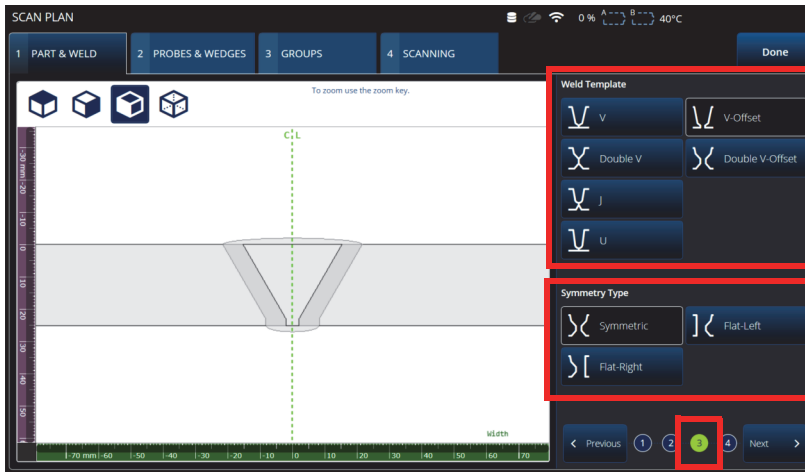 SCAN PLAN
0 %
A
B
40°C
1 PART & WELD
2 PROBES & WEDGES
3 GROUPS
4 SCANNING
Done
To zoom use the zoom key.
C L
|-30 mm
|-20
|-10
0
|10
|20
|30
|40
|50
Width
|-70 mm
|-60
|-50
|-40
|-30
|-20
|-10
|0
|10
|20
|30
|40
|50
|60
|70
Weld Template
V
V-Offset
Double V
Double V-Offset
J
U
Symmetry Type
Symmetric
Flat-Left
Flat-Right
< Previous
1
2
3
4
Next >